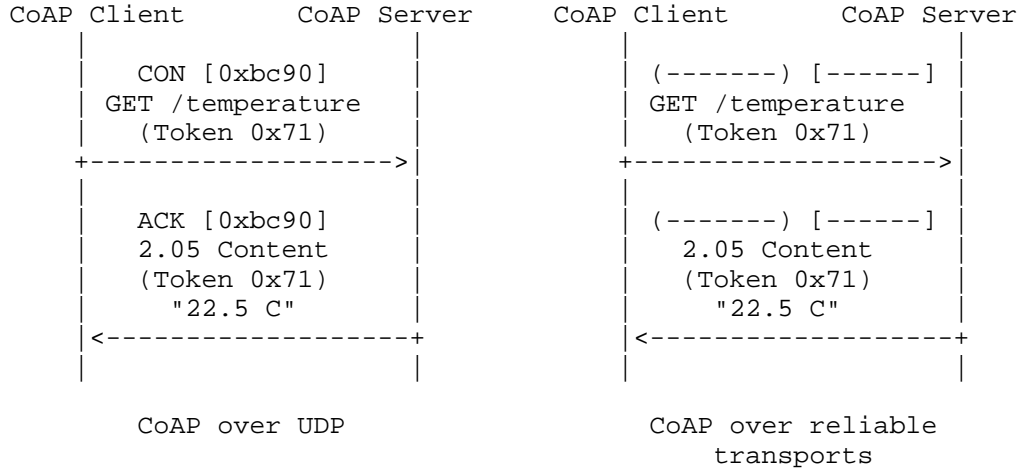 CoAP Client CoAP Server CoAP Client CoAP Server
CON [0xbc90] (-------) [------]
GET /temperature GET /temperature
(Token 0x71) (Token 0x71)
ACK [0xbc90] (-------) [------]
2.05 Content 2.05 Content
(Token 0x71) (Token 0x71)
"22.5 C" "22.5 C"
CoAP over UDP CoAP over reliable
transports